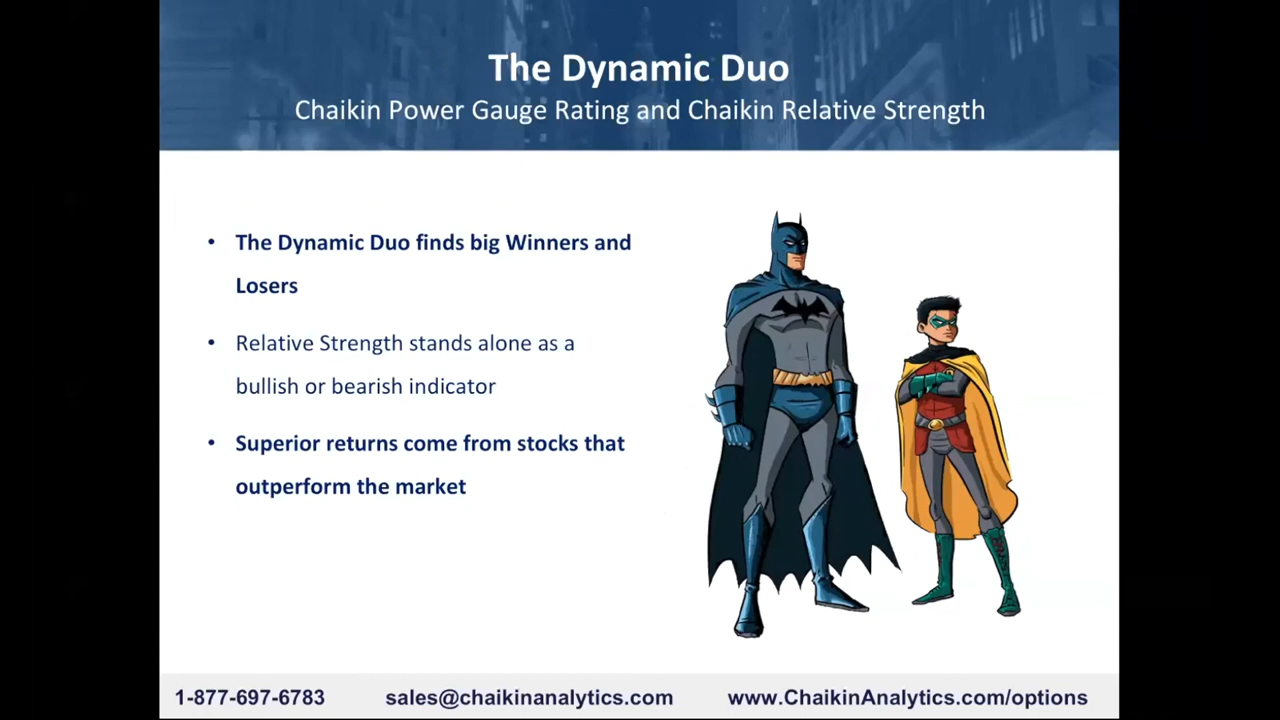 The Dynamic Duo
Chaikin Power Gauge Rating and Chaikin Relative Strength
• The Dynamic Duo finds big Winners and
Losers
• Relative Strength stands alone as a
bullish or bearish indicator
• Superior returns come from stocks that
outperform the market
1-877-697-6783 sales@chaikinanalytics.com www.ChaikinAnalytics.com/options